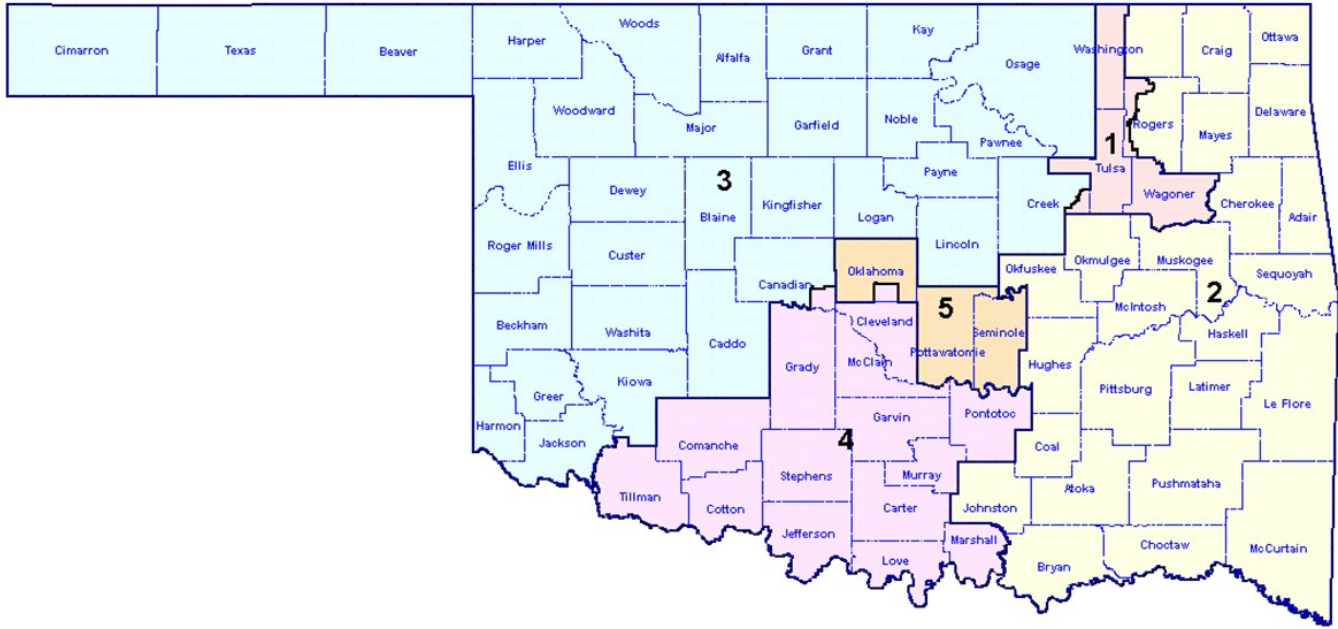 Cimarron
Texas
Beaver
Harper
Woods
Alfalfa
Grant
Kay
Osage
Washington
Craig
Ottawa
Woodward
Major
Garfield
Noble
Pawnee
Rogers
Mayes
Delaware
1
Ellis
Dewey
3
Blaine
Kingfisher
Logan
Payne
Creek
Tulsa
Wagoner
Cherokee
Adair
Roger Mills
Custer
Canadian
Oklahoma
Lincoln
Okfuskee
Okmulgee
Muskogee
Sequoyah
2
Beckham
Washita
Caddo
Cleveland
5
Seminole
McIntosh
Haskell
Grady
McClain
Pottawatomie
Hughes
Pittsburg
Latimer
Le Flore
Greer
Kiowa
Harmon
Jackson
Comanche
4
Garvin
Pontotoc
Coal
Tillman
Cotton
Stephens
Murray
Carter
Johnston
Atoka
Pushmataha
Jefferson
Love
Marshall
Bryan
Choctaw
McCurtain